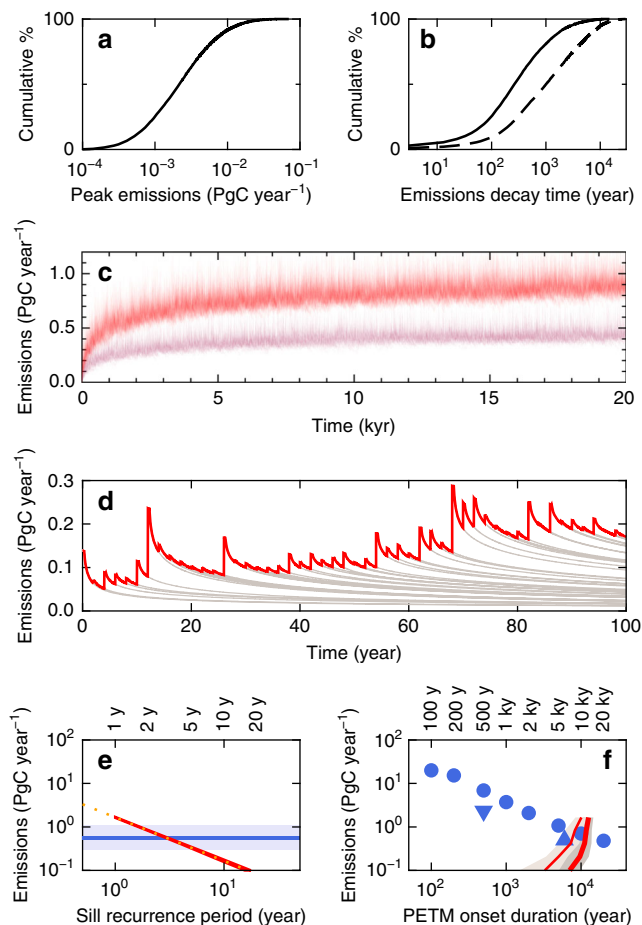 100
a
Cumulative %
0
10⁻⁴ 10⁻³ 10⁻² 10⁻¹
Peak emissions (PgC year⁻¹)
100
b
Cumulative %
0
10² 10³ 10⁴
Emissions decay time (year)
c
Emissions (PgC year⁻¹)
1.0
0.5
0.0
0 5 10 15 20
Time (kyr)
d
Emissions (PgC year⁻¹)
0.3
0.2
0.1
0.0
0 20 40 60 80 100
Time (year)
1 y 2 y 5 y 10 y 20 y
e
Emissions (PgC year⁻¹)
10²
10¹
10⁰
10⁻¹
10⁰ 10¹
Sill recurrence period (year)
100 y 200 y 500 y 1 ky 2 ky 5 ky 10 ky 20 ky
f
Emissions (PgC year⁻¹)
10²
10¹
10⁰
10⁻¹
10² 10³ 10⁴
PETM onset duration (year)